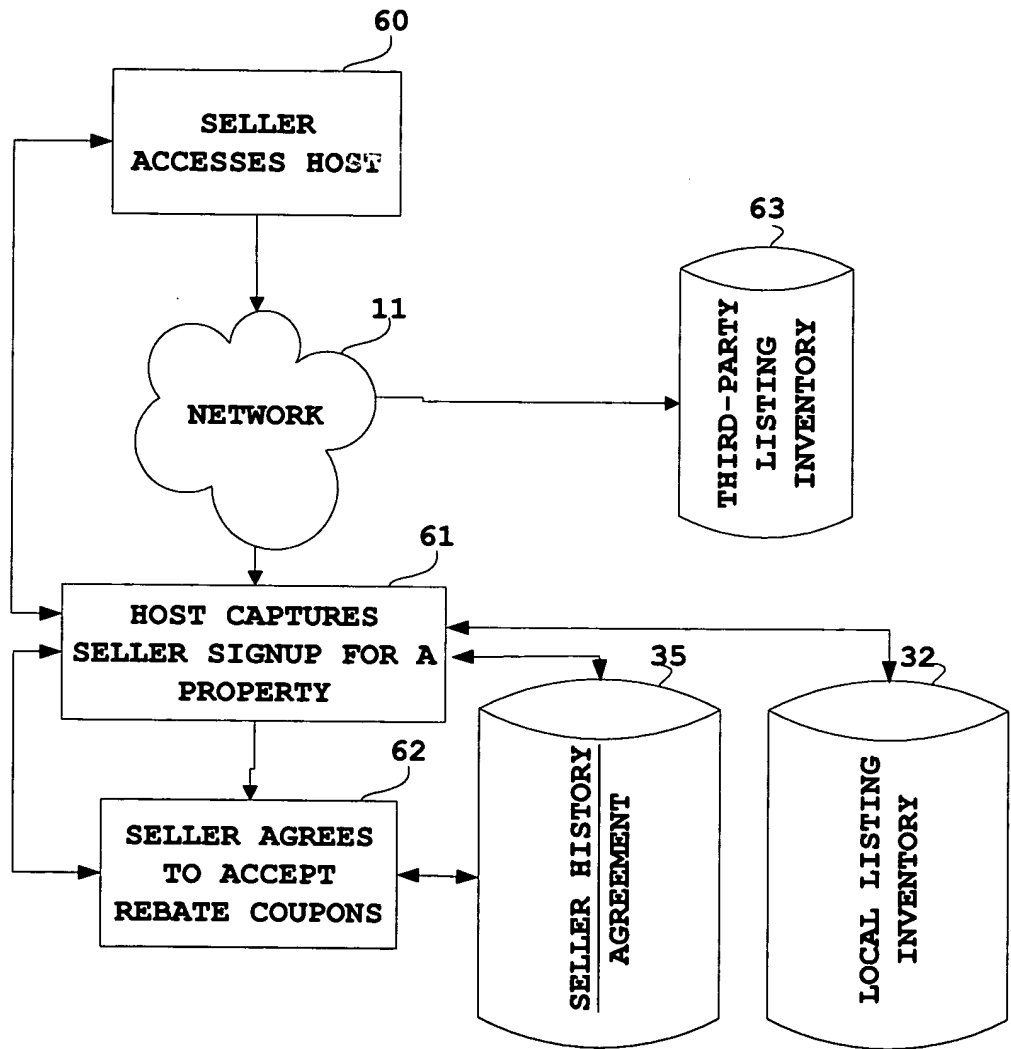 60
SELLER
ACCESSES HOST
63
THIRD-PARTY
LISTING
INVENTORY
11
NETWORK
61
HOST CAPTURES
SELLER SIGNUP FOR A
PROPERTY
35
SELLER HISTORY
AGREEMENT
32
LOCAL LISTING
INVENTORY
62
SELLER AGREES
TO ACCEPT
REBATE COUPONS